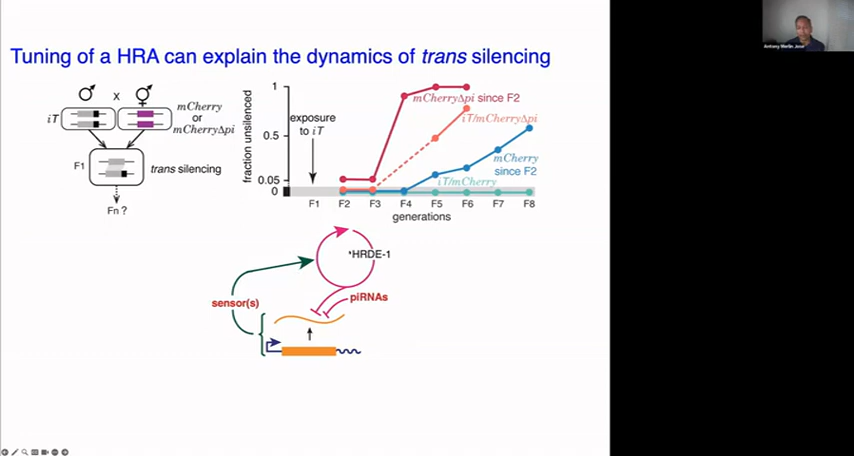 Tuning of a HRA can explain the dynamics of trans silencing
♂ X ⚥
iT
mCherry
or
mCherryΔpi
F1
trans silencing
Fn ?
fraction unsilenced
1
0.5
0.05
0
exposure
to iT
mCherryΔpi since F2
iT/mCherryΔpi
mCherry
since F2
iT/mCherry
F1 F2 F3 F4 F5 F6 F7 F8
generations
*HRDE-1
sensor(s)
piRNAs
Antony Merlin Jose